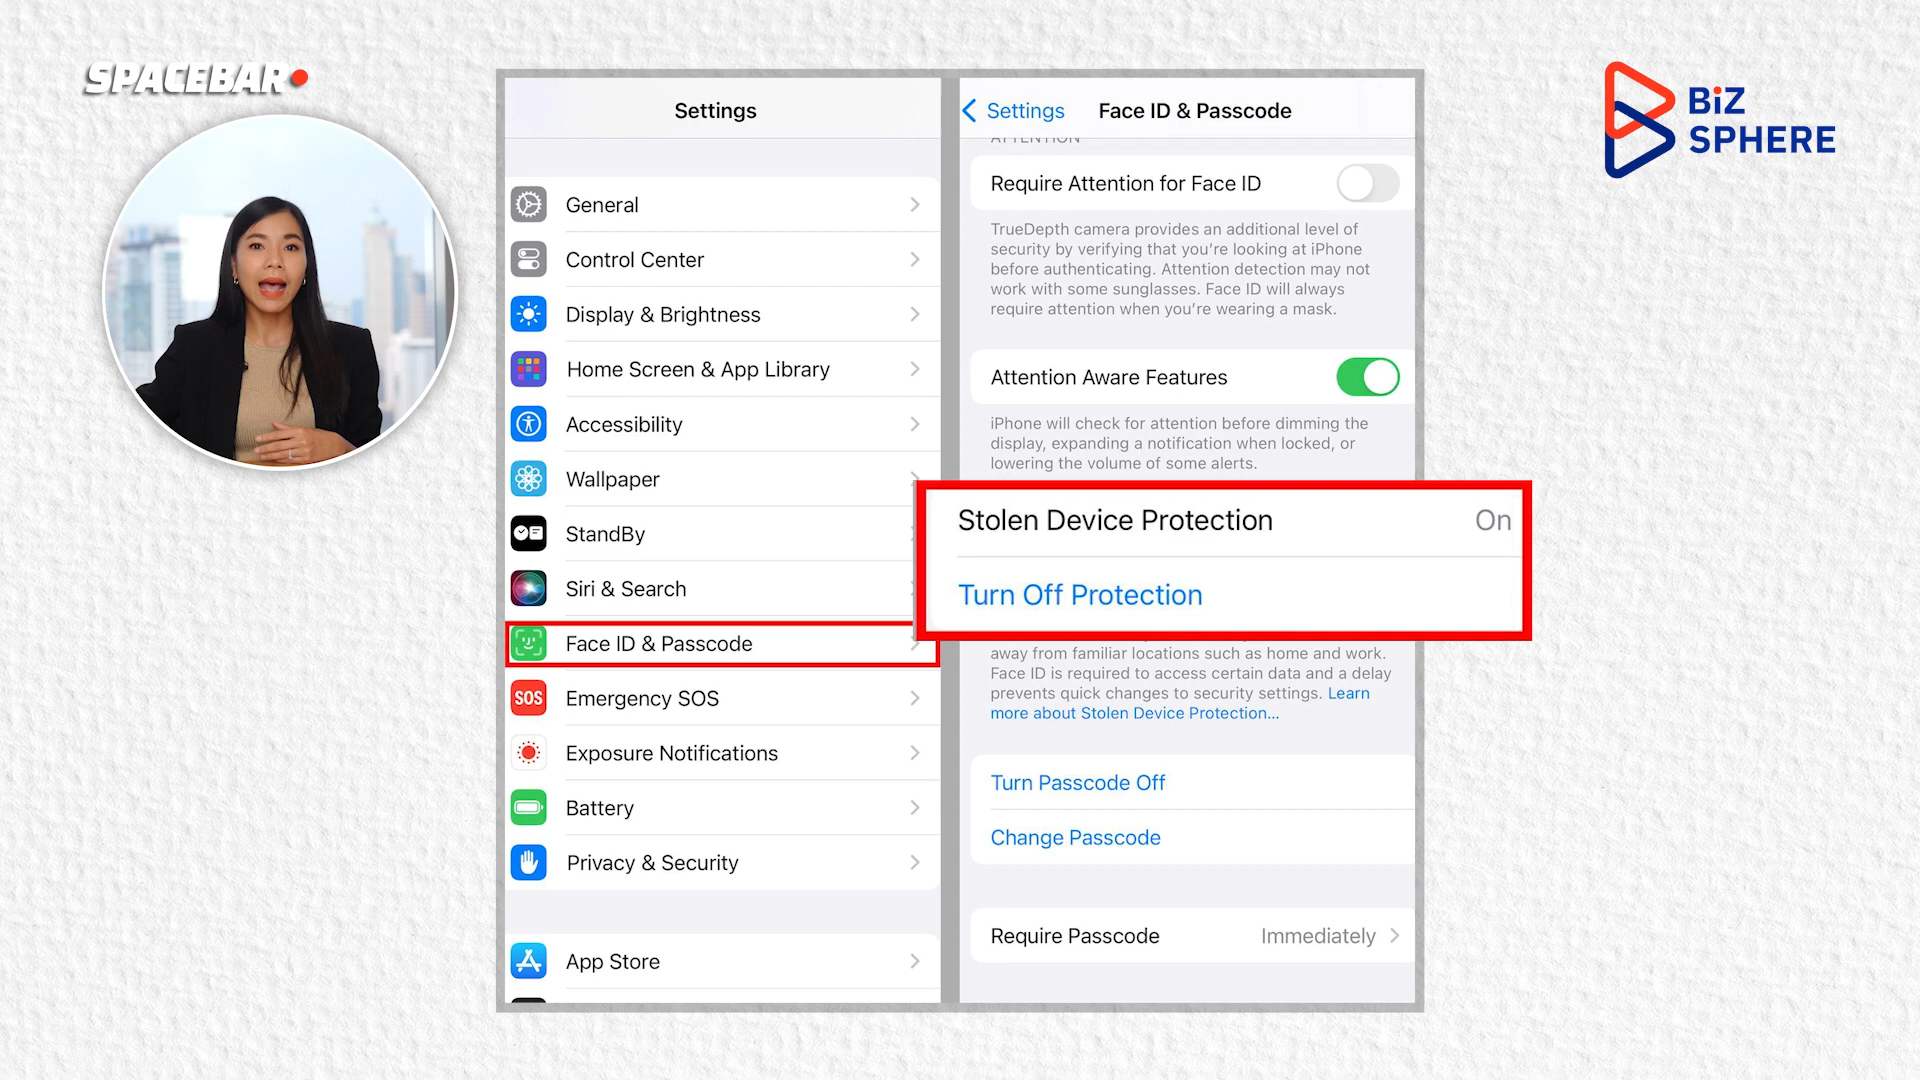 SPACEBAR
BiZ
SPHERE
Settings
General
Control Center
Display & Brightness
Home Screen & App Library
Accessibility
Wallpaper
StandBy
Siri & Search
Face ID & Passcode
SOS
Emergency SOS
Exposure Notifications
Battery
Privacy & Security
App Store
Settings
Face ID & Passcode
ATTENTION
Require Attention for Face ID
TrueDepth camera provides an additional level of
security by verifying that you’re looking at iPhone
before authenticating. Attention detection may not
work with some sunglasses. Face ID will always
require attention when you’re wearing a mask.
Attention Aware Features
iPhone will check for attention before dimming the
display, expanding a notification when locked, or
lowering the volume of some alerts.
Stolen Device Protection On
Turn Off Protection
away from familiar locations such as home and work.
Face ID is required to access certain data and a delay
prevents quick changes to security settings. Learn
more about Stolen Device Protection...
Turn Passcode Off
Change Passcode
Require Passcode Immediately